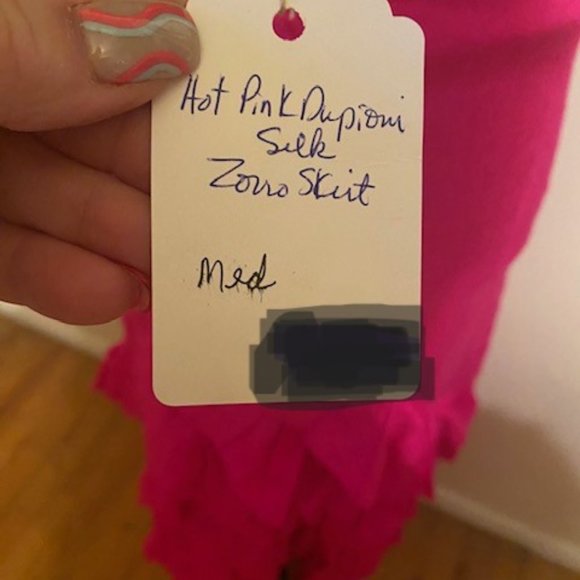 Hot Pink Dupioni
Silk
Zorro Skirt
Med